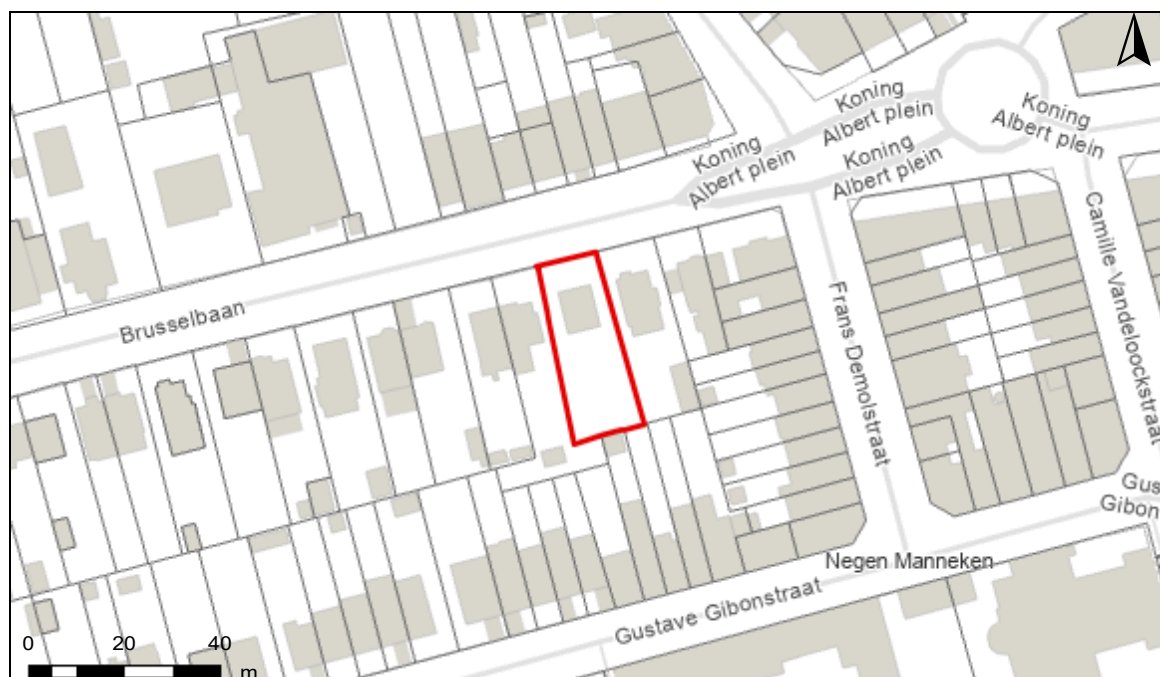 Koning
Albert plein
Koning
Albert plein
Koning
Albert plein
Koning
Albert plein
Brusselbaan
Frans Demolstraat
Camille Vandeloockstraat
Gus
Gibon
Negen Manneken
Gustave Gibonstraat
0 20 40
m